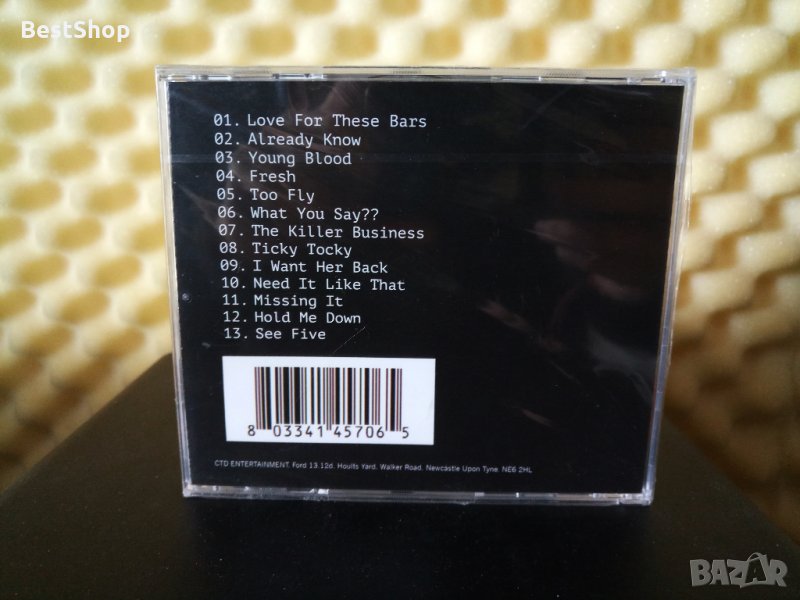 BestShop
01. Love For These Bars
02. Already Know
03. Young Blood
04. Fresh
05. Too Fly
06. What You Say??
07. The Killer Business
08. Ticky Tocky
09. I Want Her Back
10. Need It Like That
11. Missing It
12. Hold Me Down
13. See Five
8 03341 45706 5
CTD ENTERTAINMENT. Ford 13.12d. Hoults Yard. Walker Road. Newcastle Upon Tyne. NE6 2HL
BAZAR